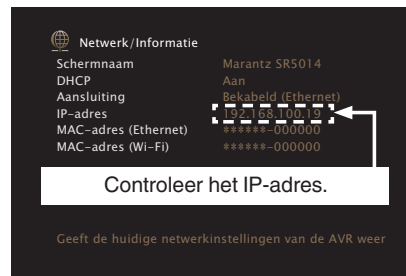 Netwerk/Informatie
Schermnaam Marantz SR5014
DHCP Aan
Aansluiting Bekabeld (Ethernet)
IP-adres 192.168.100.19
MAC-adres (Ethernet) ******-000000
MAC-adres (Wi-Fi) ******-000000
Controleer het IP-adres.
Geeft de huidige netwerkinstellingen van de AVR weer